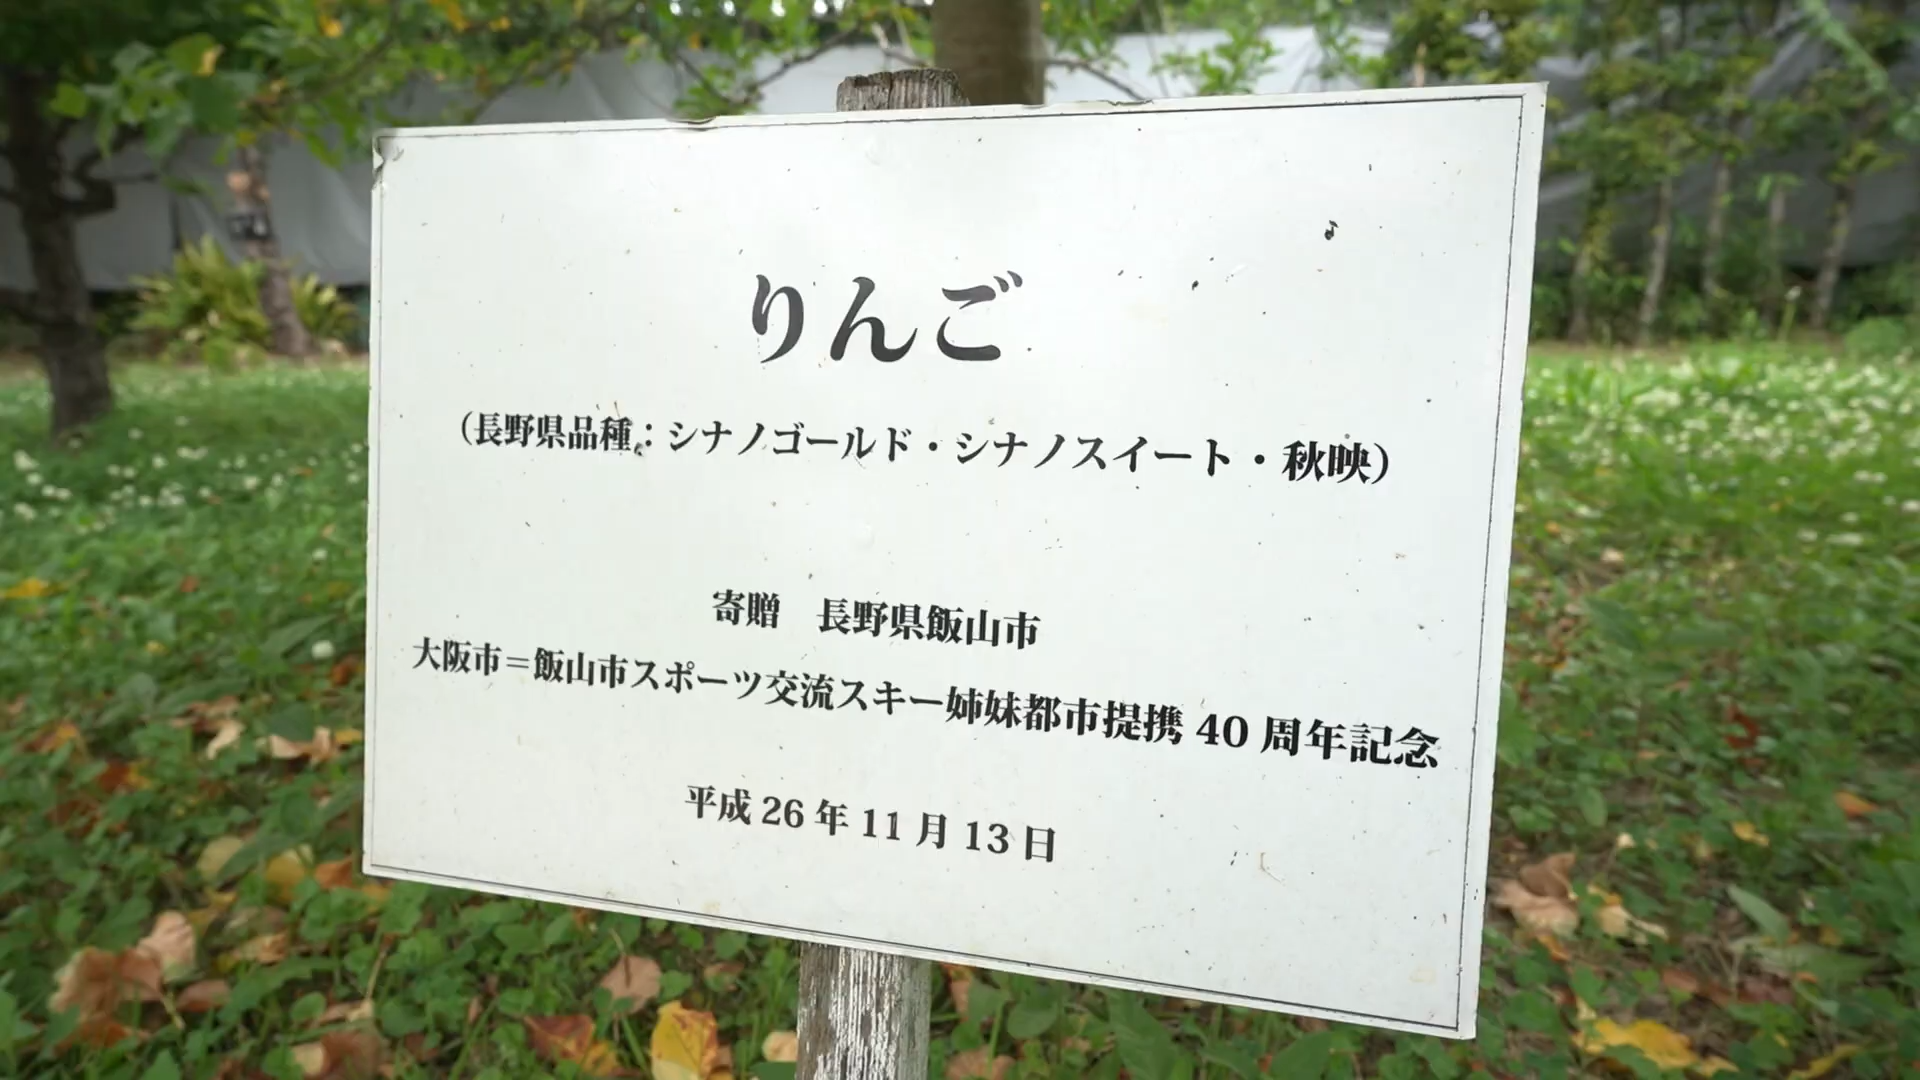 りんご
（長野県品種：シナノゴールド・シナノスイート・秋映）
寄贈　長野県飯山市
大阪市＝飯山市スポーツ交流スキー姉妹都市提携 40 周年記念
平成 26 年 11 月 13 日